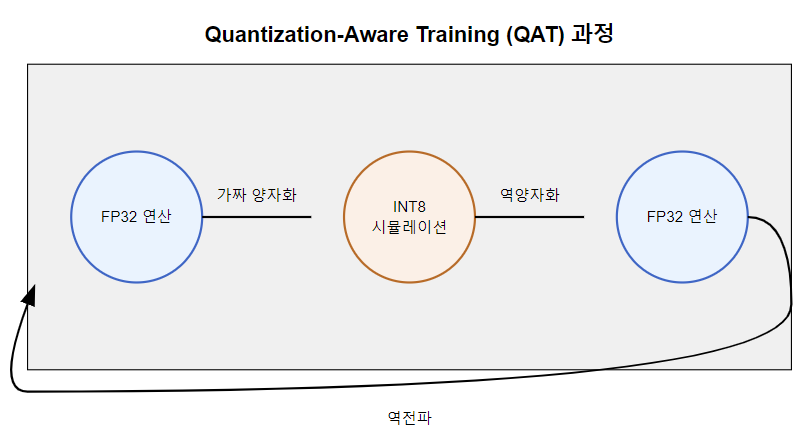 Quantization-Aware Training (QAT) 과정
FP32 연산
가짜 양자화
INT8
시뮬레이션
역양자화
FP32 연산
역전파